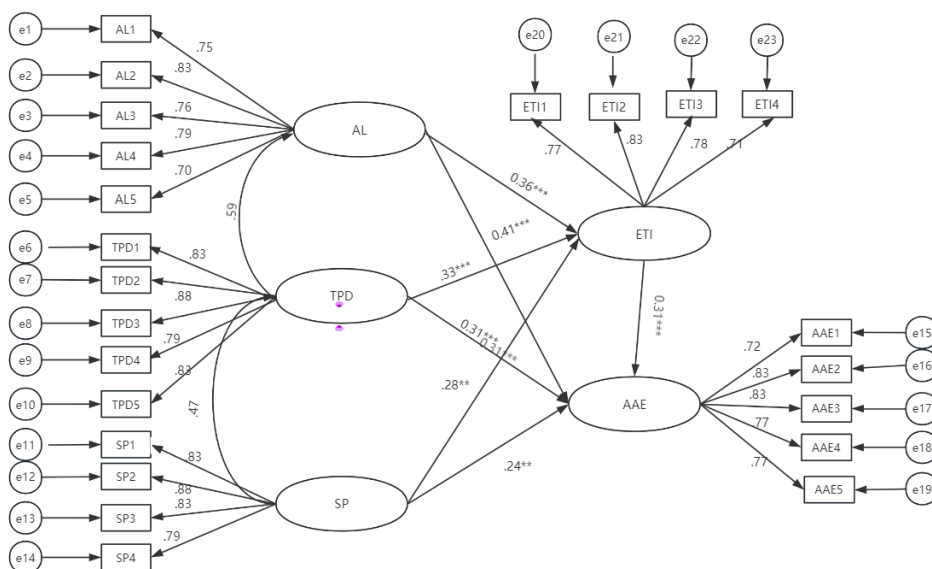 e1
AL1
.75
e2
AL2
.83
e3
AL3
.76
e4
AL4
.79
e5
AL5
.70
AL
e20
e21
e22
e23
ETI1
ETI2
ETI3
ETI4
.77
.83
.78
.71
0.36***
0.41***
ETI
.59
e6
TPD1
.83
e7
TPD2
.88
e8
TPD3
e9
TPD4
.79
e10
TPD5
.83
TPD
.33***
0.31***
0.31***
0.31***
.28**
.47
AAE
.24**
AAE1
e15
.72
AAE2
e16
.83
AAE3
e17
.83
AAE4
e18
.77
AAE5
e19
.77
e11
SP1
.83
e12
SP2
.88
e13
SP3
.83
e14
SP4
.79
SP